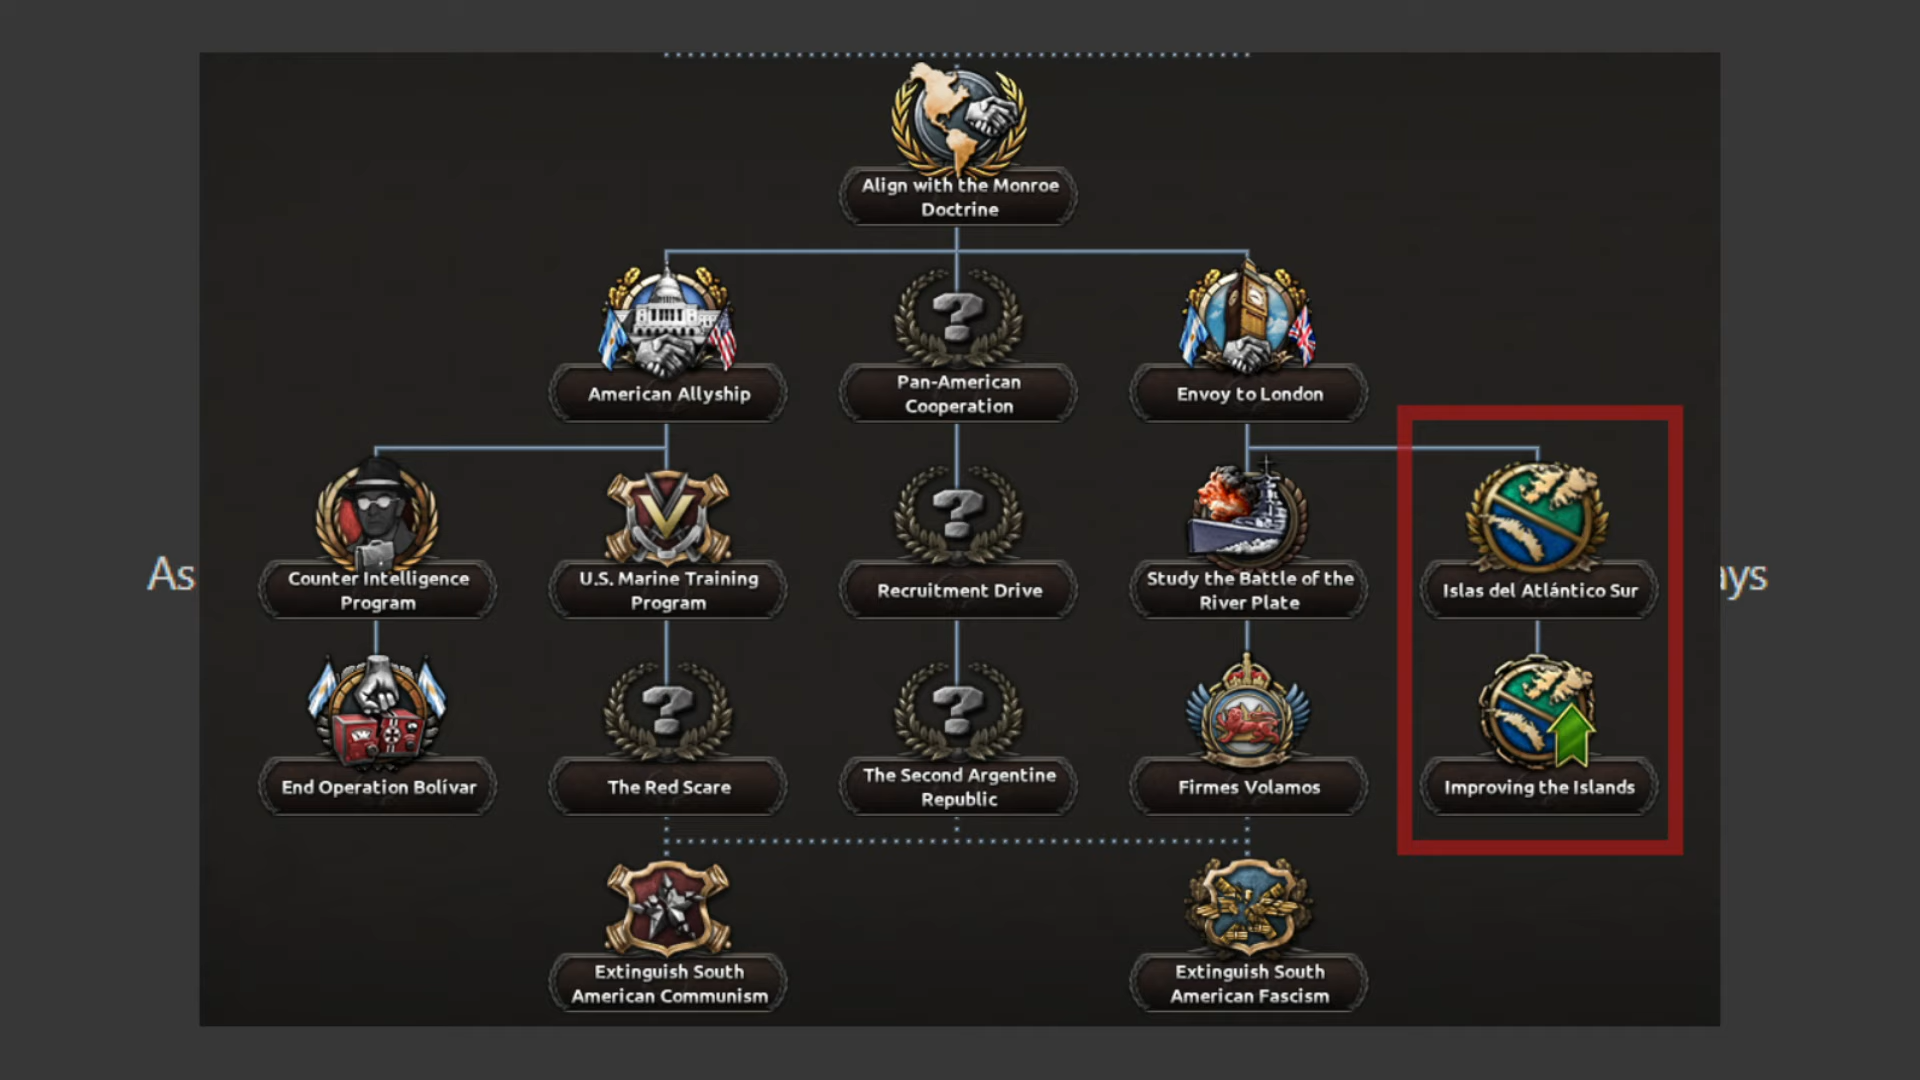 Align with the Monroe
Doctrine
American Allyship
Pan-American
Cooperation
Envoy to London
Counter Intelligence
Program
U.S. Marine Training
Program
Recruitment Drive
Study the Battle of the
River Plate
Islas del Atlántico Sur
As
ays
End Operation Bolívar
The Red Scare
The Second Argentine
Republic
Firmes Volamos
Improving the Islands
Extinguish South
American Communism
Extinguish South
American Fascism